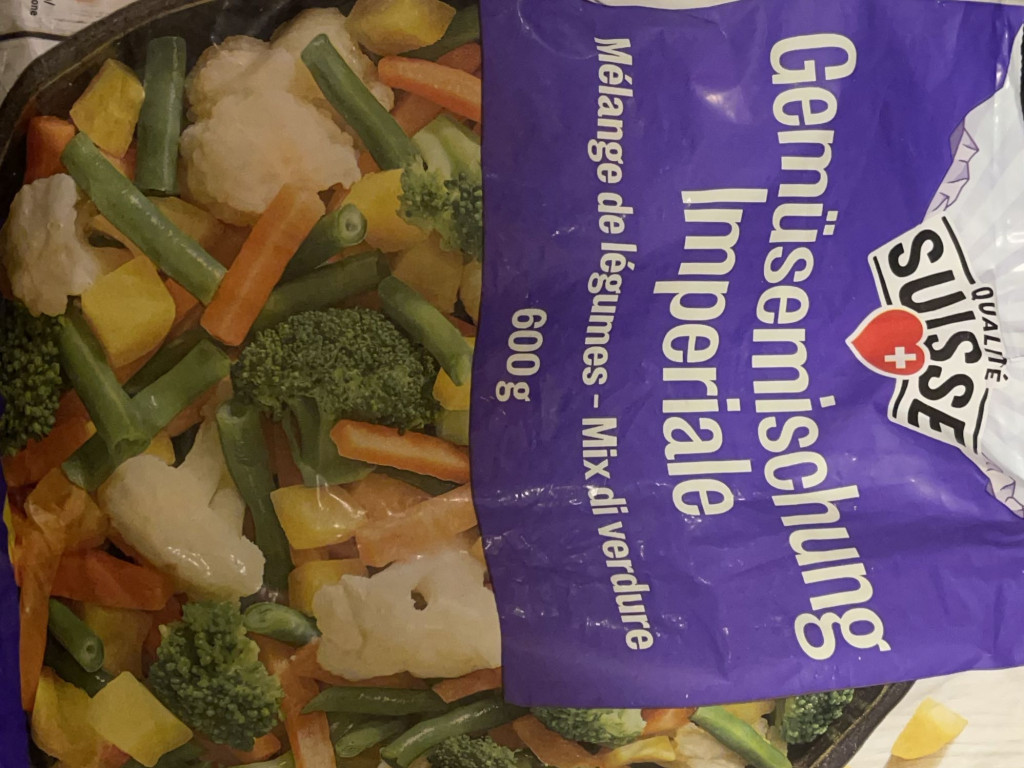 QUALITÉ
SUISSE
Gemüsemischung
Imperiale
Mélange de légumes – Mix di verdure
600 g